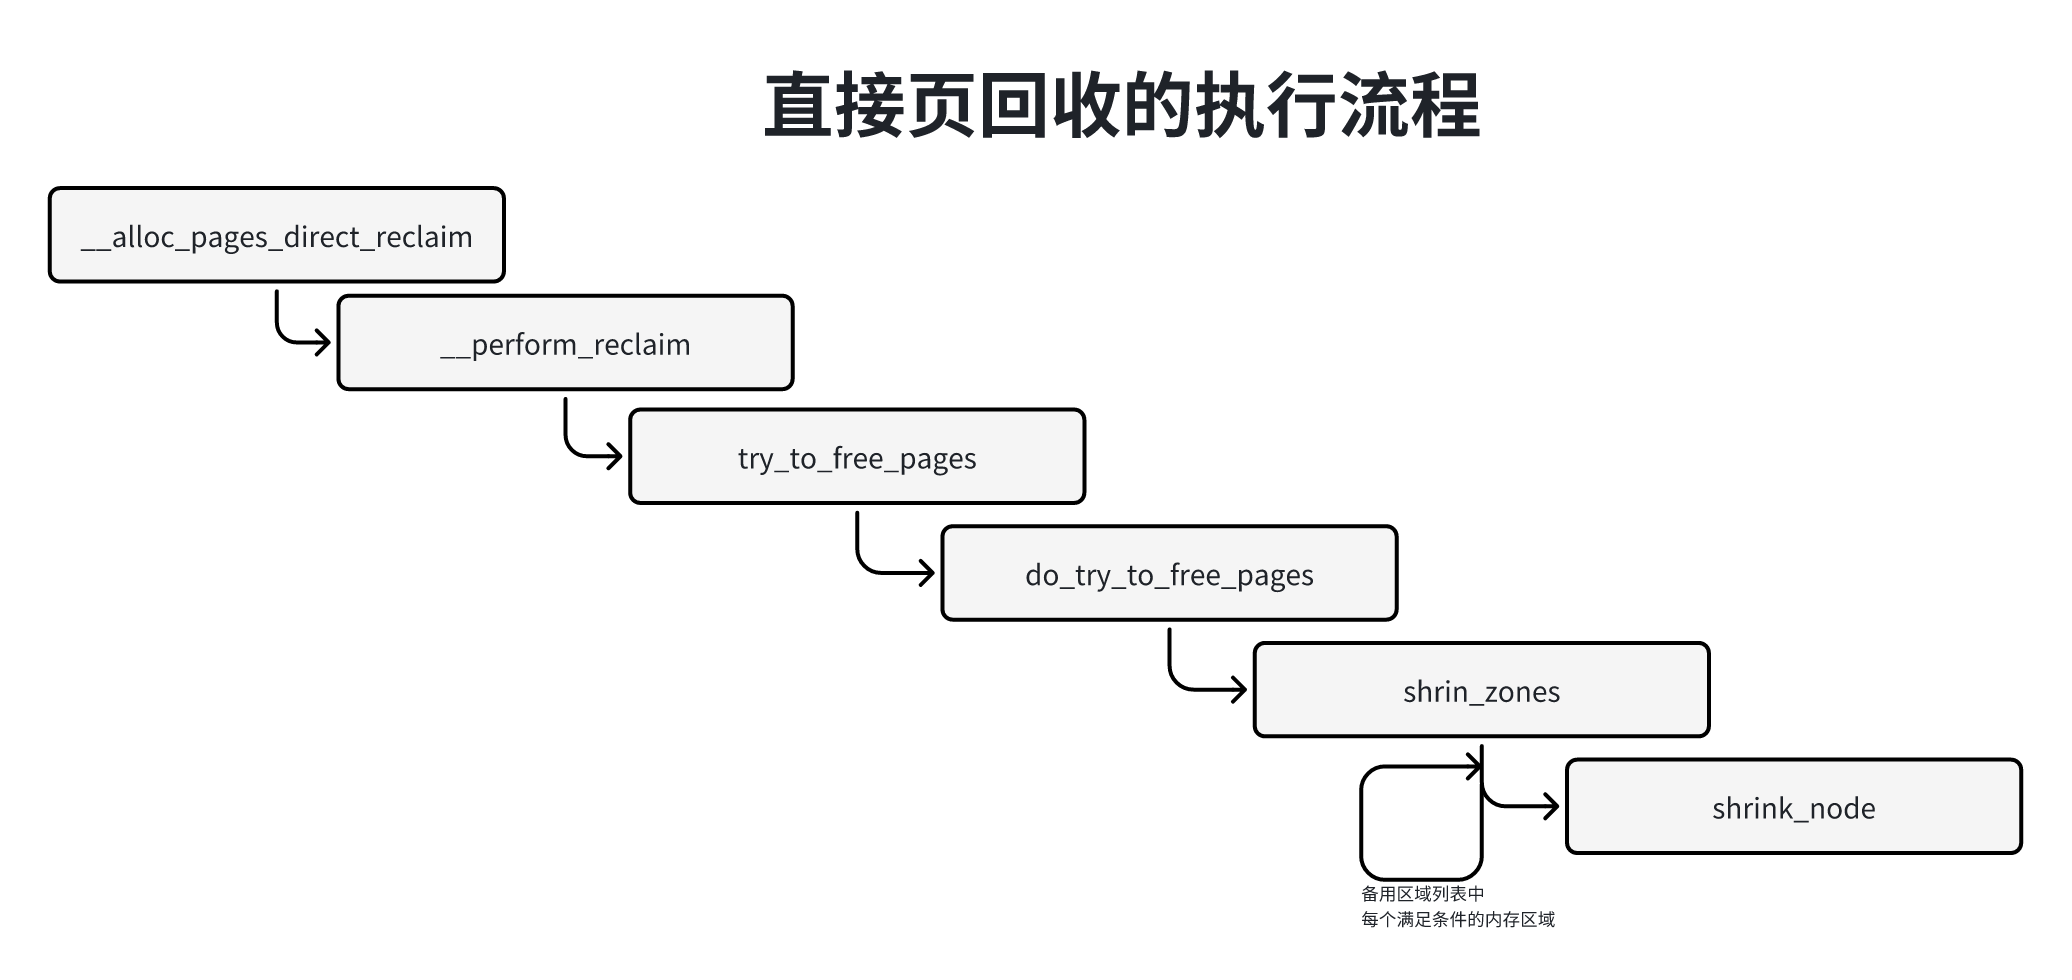 直接页回收的执行流程
__alloc_pages_direct_reclaim
__perform_reclaim
try_to_free_pages
do_try_to_free_pages
shrin_zones
shrink_node
备用区域列表中
每个满足条件的内存区域